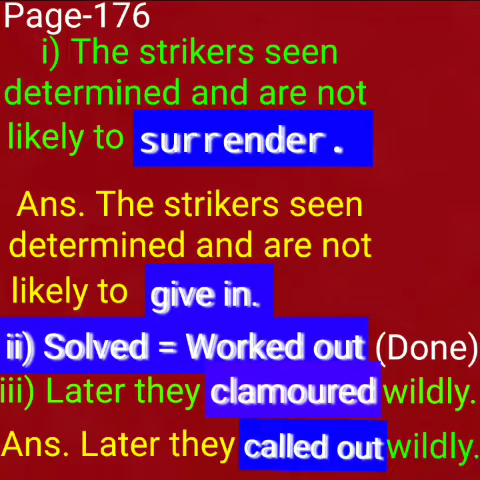 Page-176
i) The strikers seen
determined and are not
likely to surrender.
Ans. The strikers seen
determined and are not
likely to give in.
ii) Solved = Worked out (Done)
iii) Later they clamoured wildly.
Ans. Later they called out wildly.